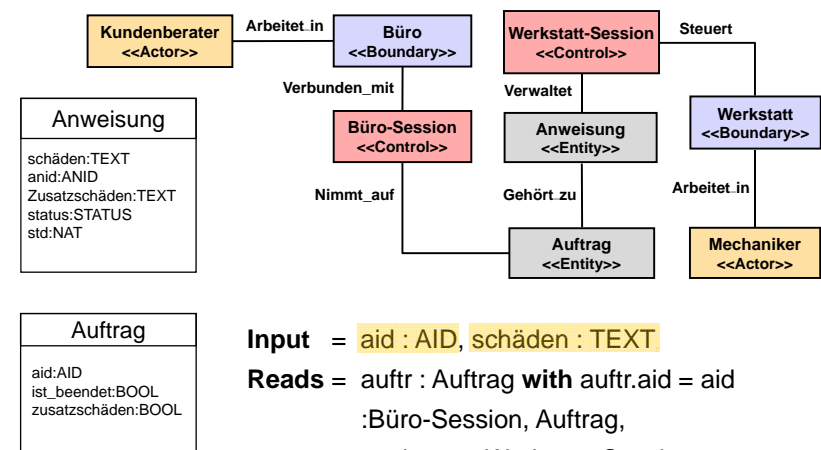 Kundenberater
<<Actor>>
Arbeitet_in
Büro
<<Boundary>>
Werkstatt-Session
<<Control>>
Steuert
Verbunden_mit
Verwaltet
Anweisung
schäden:TEXT
anid:ANID
Zusatzschäden:TEXT
status:STATUS
std:NAT
Büro-Session
<<Control>>
Anweisung
<<Entity>>
Werkstatt
<<Boundary>>
Nimmt_auf
Gehört_zu
Arbeitet_in
Auftrag
<<Entity>>
Mechaniker
<<Actor>>
Auftrag
aid:AID
ist_beendet:BOOL
zusatzschäden:BOOL
Input = aid : AID, schäden : TEXT
Reads = auftr : Auftrag with auftr.aid = aid
:Büro-Session, Auftrag,